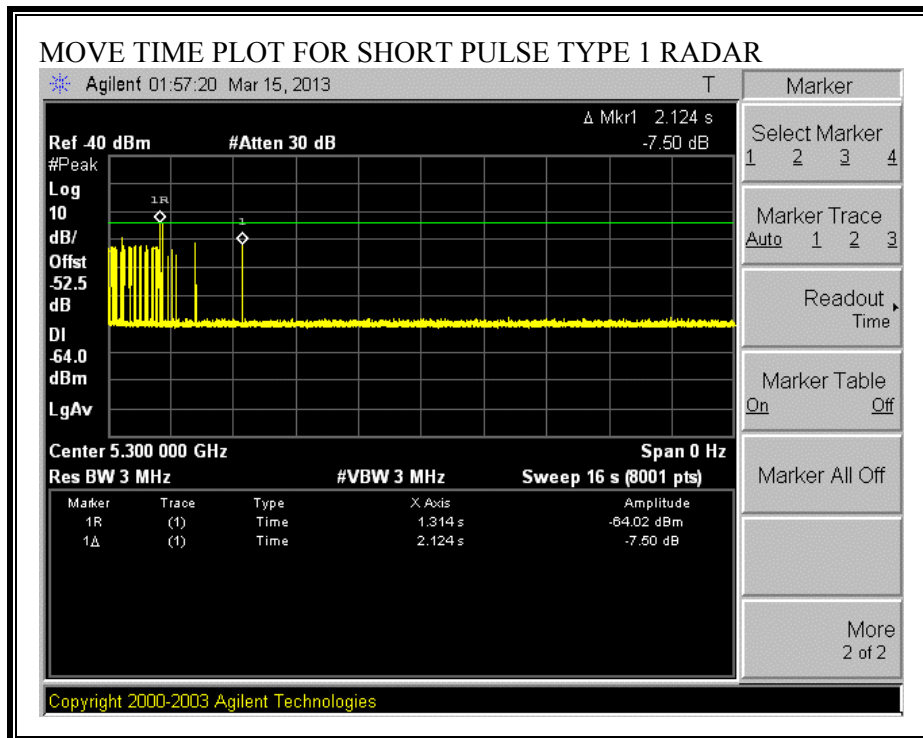 MOVE TIME PLOT FOR SHORT PULSE TYPE 1 RADAR
Agilent 01:57:20 Mar 15, 2013 T
Δ Mkr1 2.124 s
Ref -40 dBm #Atten 30 dB -7.50 dB
#Peak
Log
10
dB/
Offst
-52.5
dB
DI
-64.0
dBm
LgAv
1R
1
Center 5.300 000 GHz Span 0 Hz
Res BW 3 MHz #VBW 3 MHz Sweep 16 s (8001 pts)
Marker Trace Type X Axis Amplitude
1R (1) Time 1.314 s -64.02 dBm
1Δ (1) Time 2.124 s -7.50 dB
Marker
Select Marker
1 2 3 4
Marker Trace
Auto 1 2 3
Readout
Time
Marker Table
On Off
Marker All Off
More
2 of 2
Copyright 2000-2003 Agilent Technologies